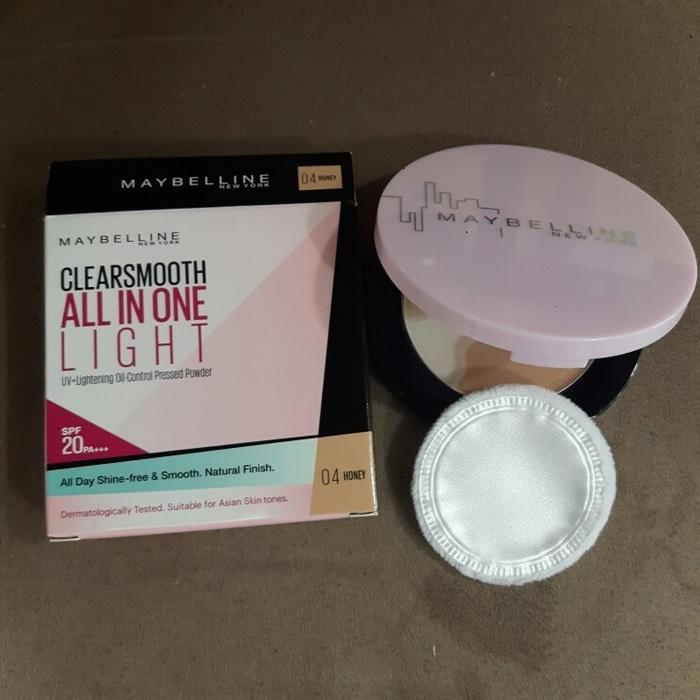 MAYBELLINE
NEW YORK
04 HONEY
MAYBELLINE
NEW YORK
CLEARSMOOTH
ALL IN ONE
LIGHT
UV+Lightening Oil-Control Pressed Powder
SPF
20PA+++
All Day Shine-free & Smooth. Natural Finish.
04 HONEY
Dermatologically Tested. Suitable for Asian Skin tones.
MAYBELLINE
NEW YORK